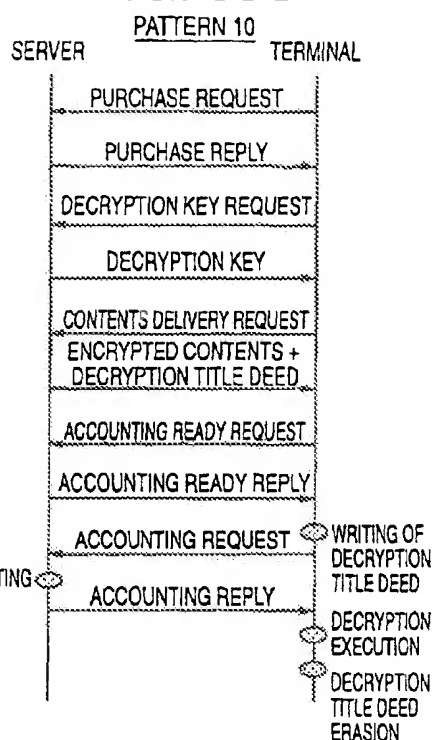 PATTERN 10
SERVER TERMINAL
PURCHASE REQUEST
PURCHASE REPLY
DECRYPTION KEY REQUEST
DECRYPTION KEY
CONTENTS DELIVERY REQUEST
ENCRYPTED CONTENTS +
DECRYPTION TITLE DEED
ACCOUNTING READY REQUEST
ACCOUNTING READY REPLY
ACCOUNTING REQUEST
WRITING OF
DECRYPTION
TITLE DEED
TING
ACCOUNTING REPLY
DECRYPTION
EXECUTION
DECRYPTION
TITLE DEED
ERASION